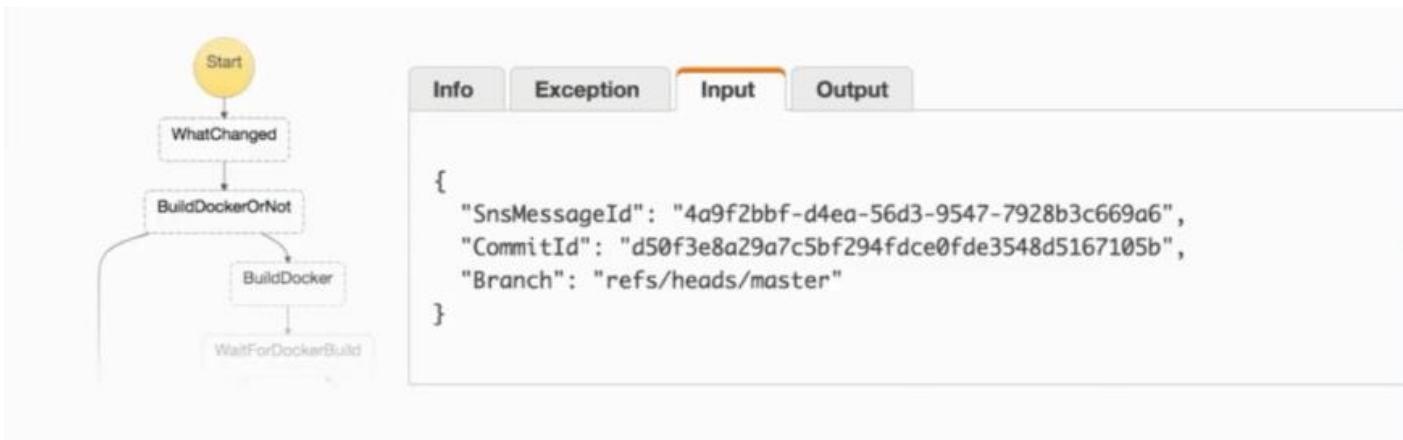 Start
WhatChanged
BuildDockerOrNot
BuildDocker
WaitForDockerBuild
Info Exception Input Output
{
"SnsMessageId": "4a9f2bbf-d4ea-56d3-9547-7928b3c669a6",
"CommitId": "d50f3e8a29a7c5bf294fdce0fde3548d5167105b",
"Branch": "refs/heads/master"
}